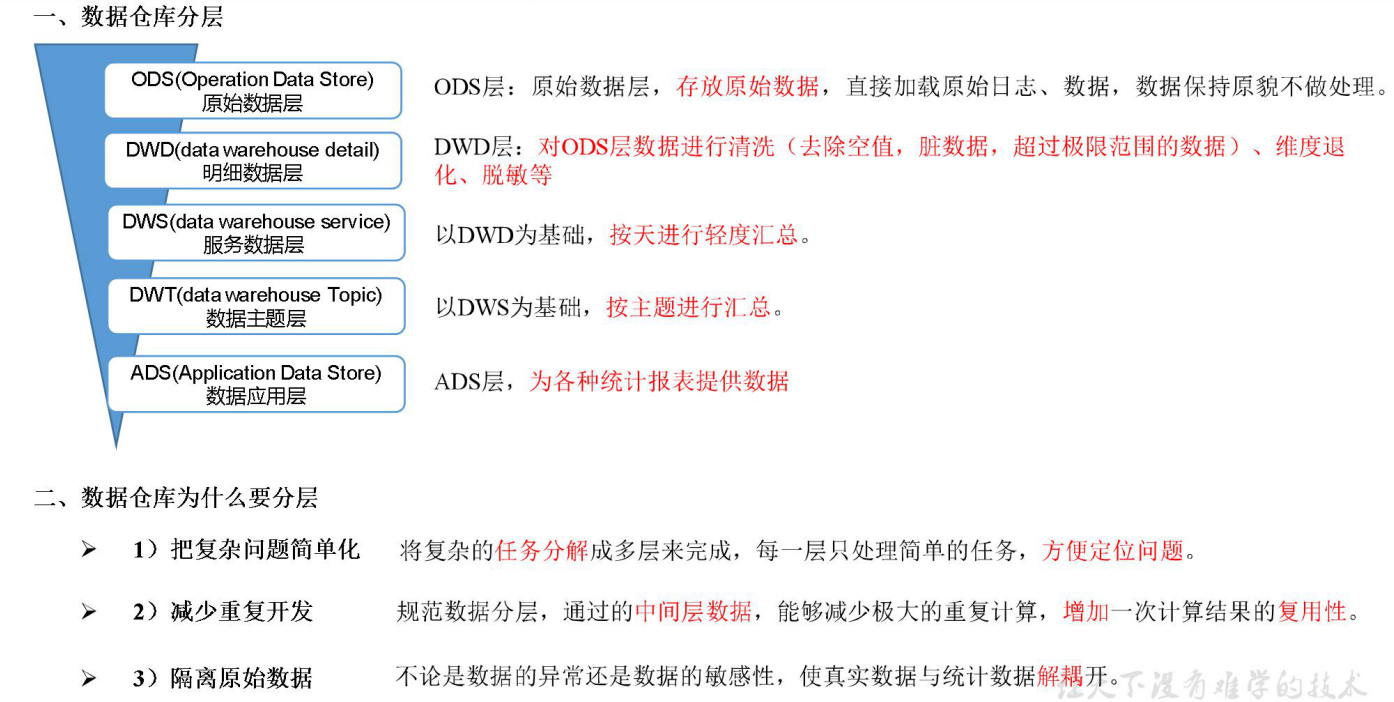 一、数据仓库分层
ODS(Operation Data Store)
原始数据层
ODS层：原始数据层，存放原始数据，直接加载原始日志、数据，数据保持原貌不做处理。
DWD(data warehouse detail)
明细数据层
DWD层：对ODS层数据进行清洗（去除空值，脏数据，超过极限范围的数据）、维度退
化、脱敏等
DWS(data warehouse service)
服务数据层
以DWD为基础，按天进行轻度汇总。
DWT(data warehouse Topic)
数据主题层
以DWS为基础，按主题进行汇总。
ADS(Application Data Store)
数据应用层
ADS层，为各种统计报表提供数据
二、数据仓库为什么要分层
➢ 1）把复杂问题简单化 将复杂的任务分解成多层来完成，每一层只处理简单的任务，方便定位问题。
➢ 2）减少重复开发 规范数据分层，通过的中间层数据，能够减少极大的重复计算，增加一次计算结果的复用性。
➢ 3）隔离原始数据 不论是数据的异常还是数据的敏感性，使真实数据与统计数据解耦开。
让天下没有难学的技术